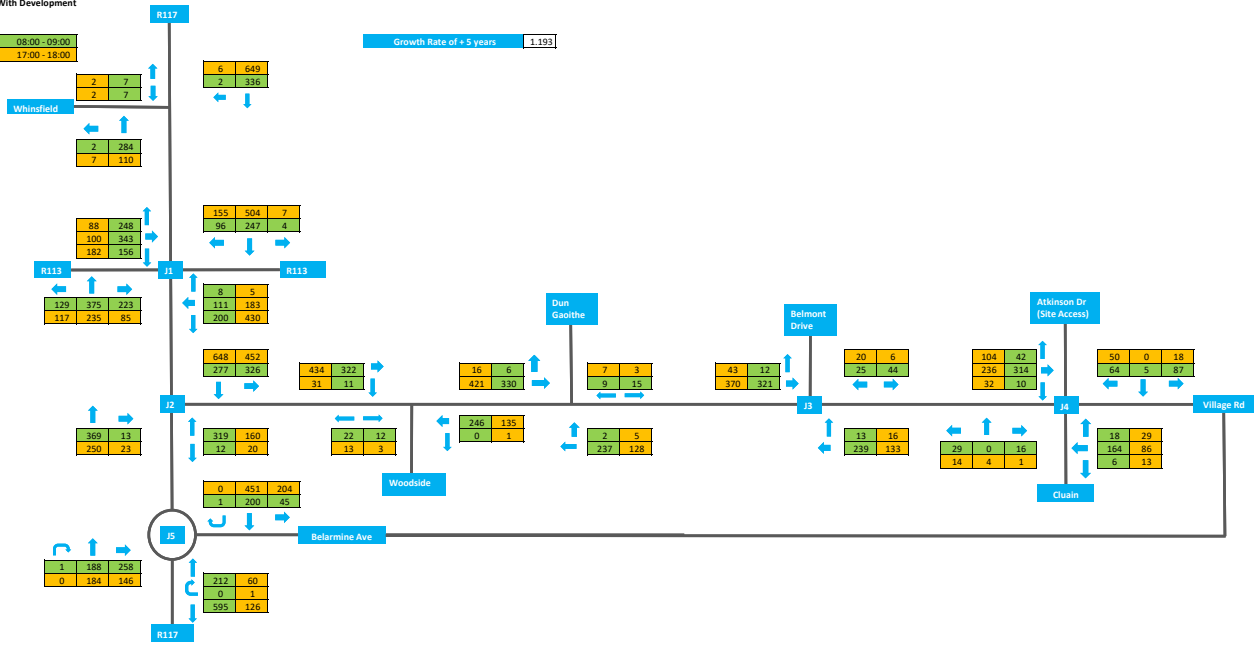 With Development
R117
08:00 - 09:00
17:00 - 18:00
Growth Rate of + 5 years 1.193
6 649
2 336
2 7
2 7
Whinsfield
2 284
7 110
155 504 7
96 247 4
88 248
100 343
182 156
R113 J1 R113
129 375 223
117 235 85
8 5
111 183
200 430
Dun
Gaoithe
Belmont
Drive
Atkinson Dr
(Site Access)
648 452
277 326
434 322
31 11
16 6
421 330
7 3
9 15
43 12
370 321
20 6
25 44
104 42
236 314
32 10
50 0 18
64 5 87
J2 J3 J4 Village Rd
369 13
250 23
319 160
12 20
22 12
13 3
246 135
0 1
2 5
237 128
13 16
239 133
29 0 16
14 4 1
18 29
164 86
6 13
Woodside
Cluain
0 451 204
1 200 45
J5 Belarmine Ave
1 188 258
0 184 146
212 60
0 1
595 126
R117